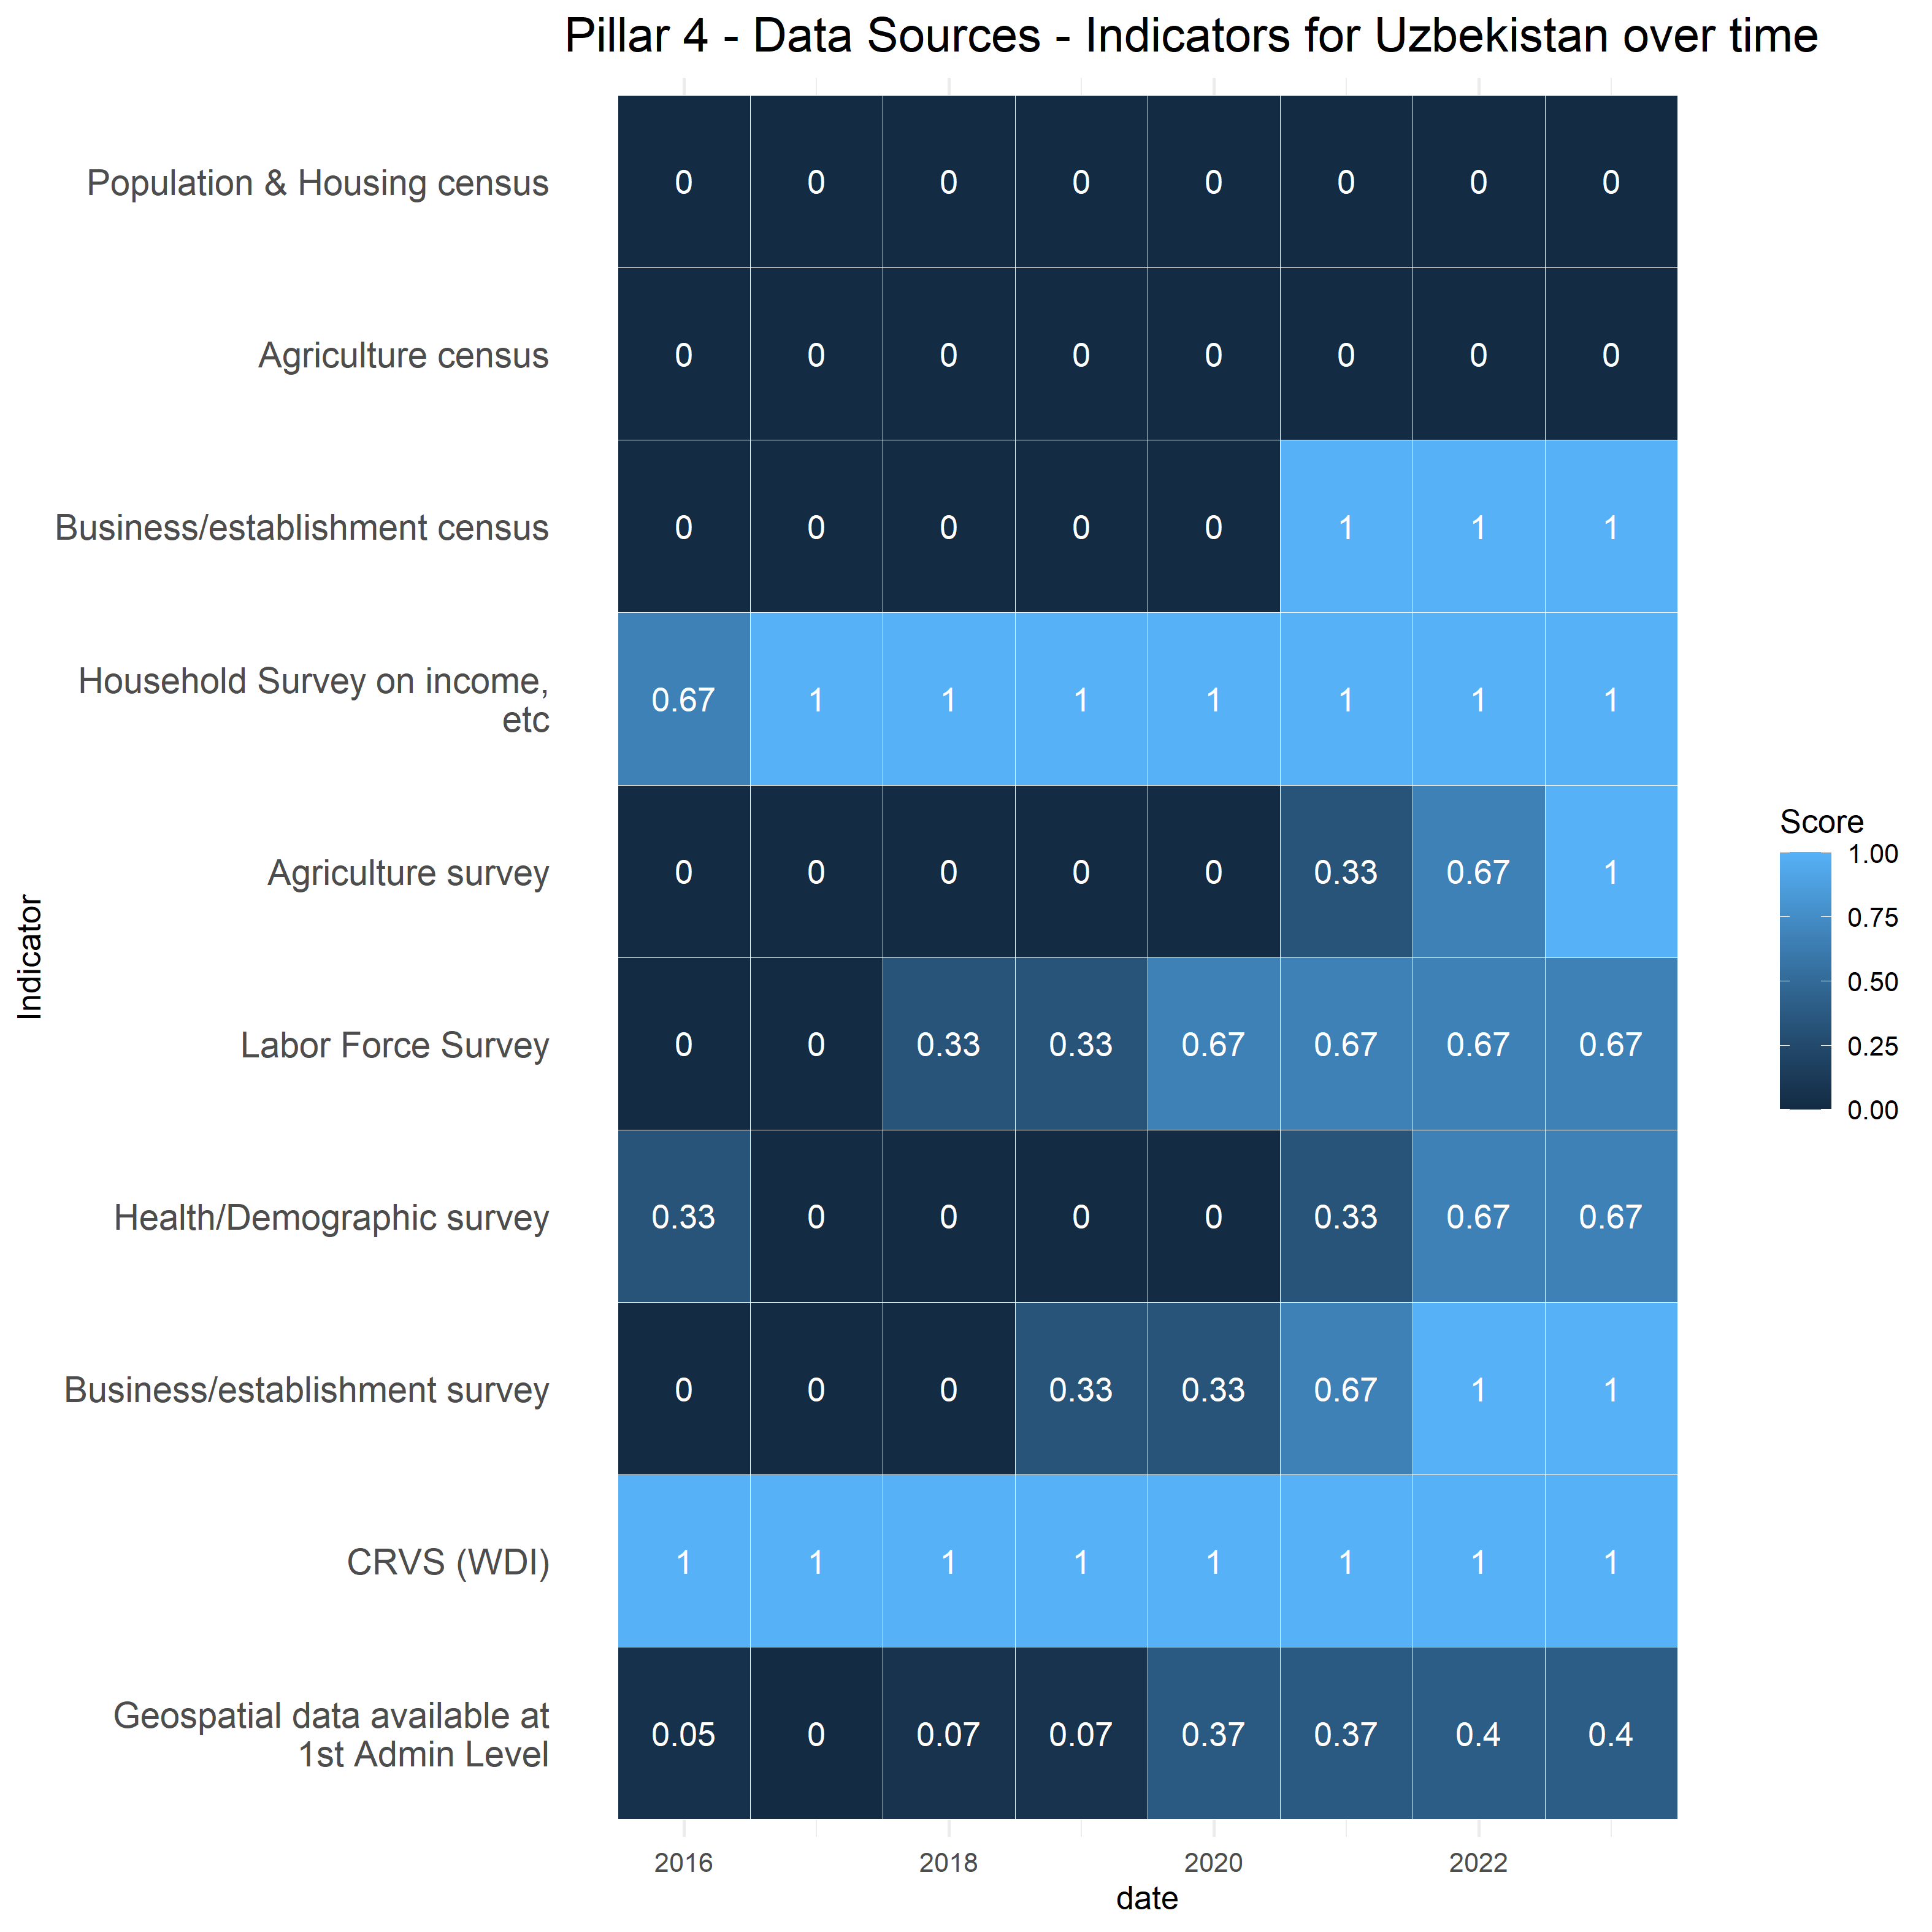 Pillar 4 - Data Sources - Indicators for Uzbekistan over time
Population & Housing census
0 0 0 0 0 0 0 0
Agriculture census
0 0 0 0 0 0 0 0
Business/establishment census
0 0 0 0 0 1 1 1
Household Survey on income,
etc
0.67 1 1 1 1 1 1 1
Agriculture survey
0 0 0 0 0 0.33 0.67 1
Labor Force Survey
0 0 0.33 0.33 0.67 0.67 0.67 0.67
Health/Demographic survey
0.33 0 0 0 0 0.33 0.67 0.67
Business/establishment survey
0 0 0 0.33 0.33 0.67 1 1
CRVS (WDI)
1 1 1 1 1 1 1 1
Geospatial data available at
1st Admin Level
0.05 0 0.07 0.07 0.37 0.37 0.4 0.4
2016 2018 2020 2022
date
Indicator
Score
1.00
0.75
0.50
0.25
0.00